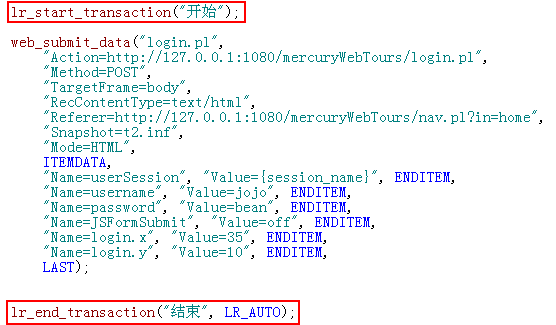 lr_start_transaction("开始");
web_submit_data("login.pl",
"Action=http://127.0.0.1:1080/mercuryWebTours/login.pl",
"Method=POST",
"TargetFrame=body",
"RecContentType=text/html",
"Referer=http://127.0.0.1:1080/mercuryWebTours/nav.pl?in=home",
"Snapshot=t2.inf",
"Mode=HTML",
ITEMDATA,
"Name=userSession", "Value={session_name}", ENDITEM,
"Name=username", "Value=jojo", ENDITEM,
"Name=password", "Value=bean", ENDITEM,
"Name=JSFormSubmit", "Value=off", ENDITEM,
"Name=login.x", "Value=35", ENDITEM,
"Name=login.y", "Value=10", ENDITEM,
LAST);
lr_end_transaction("结束", LR_AUTO);